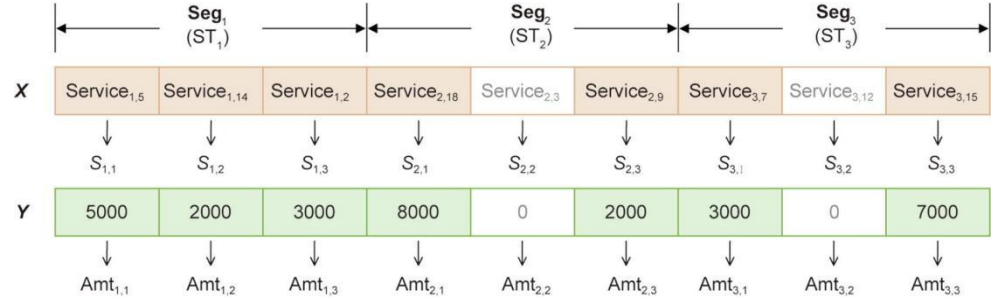 Seg₁ Seg₂ Seg₃
(ST₁) (ST₂) (ST₃)
X Service₁,₅ Service₁,₁₄ Service₁,₂ Service₂,₁₈ Service₂,₃ Service₂,₉ Service₃,₇ Service₃,₁₂ Service₃,₁₅
S₁,₁ S₁,₂ S₁,₃ S₂,₁ S₂,₂ S₂,₃ S₃,₁ S₃,₂ S₃,₃
Y 5000 2000 3000 8000 0 2000 3000 0 7000
Amt₁,₁ Amt₁,₂ Amt₁,₃ Amt₂,₁ Amt₂,₂ Amt₂,₃ Amt₃,₁ Amt₃,₂ Amt₃,₃